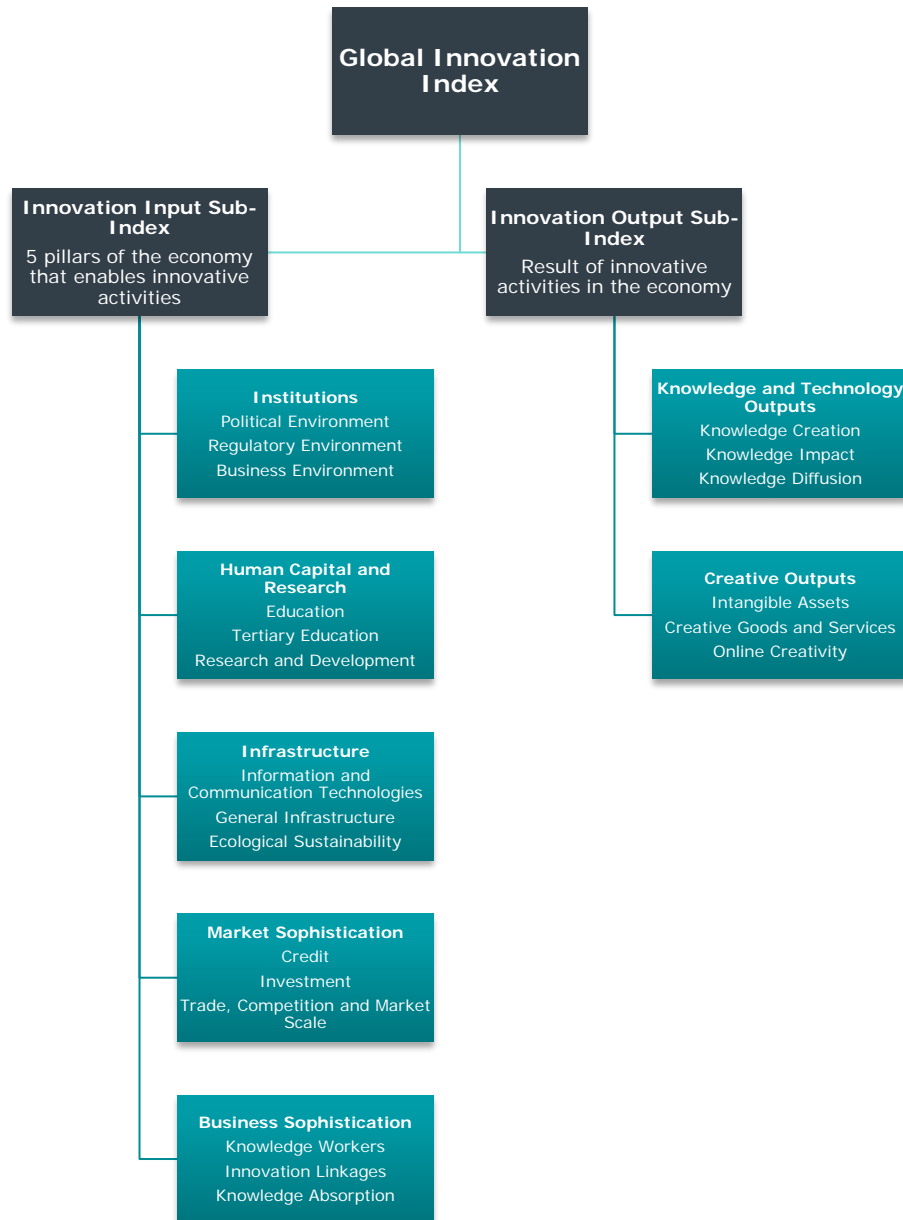 Global Innovation
Index
Innovation Input Sub-
Index
5 pillars of the economy
that enables innovative
activities
Innovation Output Sub-
Index
Result of innovative
activities in the economy
Institutions
Political Environment
Regulatory Environment
Business Environment
Knowledge and Technology
Outputs
Knowledge Creation
Knowledge Impact
Knowledge Diffusion
Human Capital and
Research
Education
Tertiary Education
Research and Development
Creative Outputs
Intangible Assets
Creative Goods and Services
Online Creativity
Infrastructure
Information and
Communication Technologies
General Infrastructure
Ecological Sustainability
Market Sophistication
Credit
Investment
Trade, Competition and Market
Scale
Business Sophistication
Knowledge Workers
Innovation Linkages
Knowledge Absorption